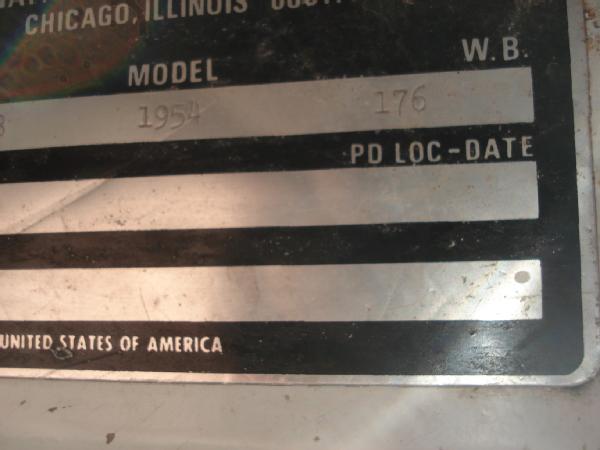 CHICAGO, ILLINOIS
MODEL W.B.
1954 176
PD LOC-DATE
UNITED STATES OF AMERICA